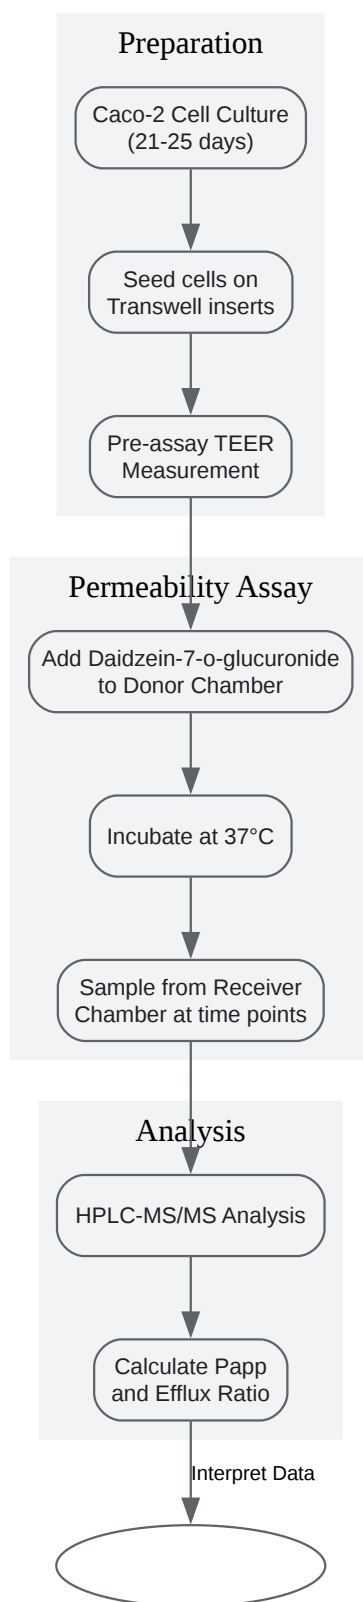 Preparation
Caco-2 Cell Culture
(21-25 days)
Seed cells on
Transwell inserts
Pre-assay TEER
Measurement
Permeability Assay
Add Daidzein-7-o-glucuronide
to Donor Chamber
Incubate at 37°C
Sample from Receiver
Chamber at time points
Analysis
HPLC-MS/MS Analysis
Calculate Papp
and Efflux Ratio
Interpret Data